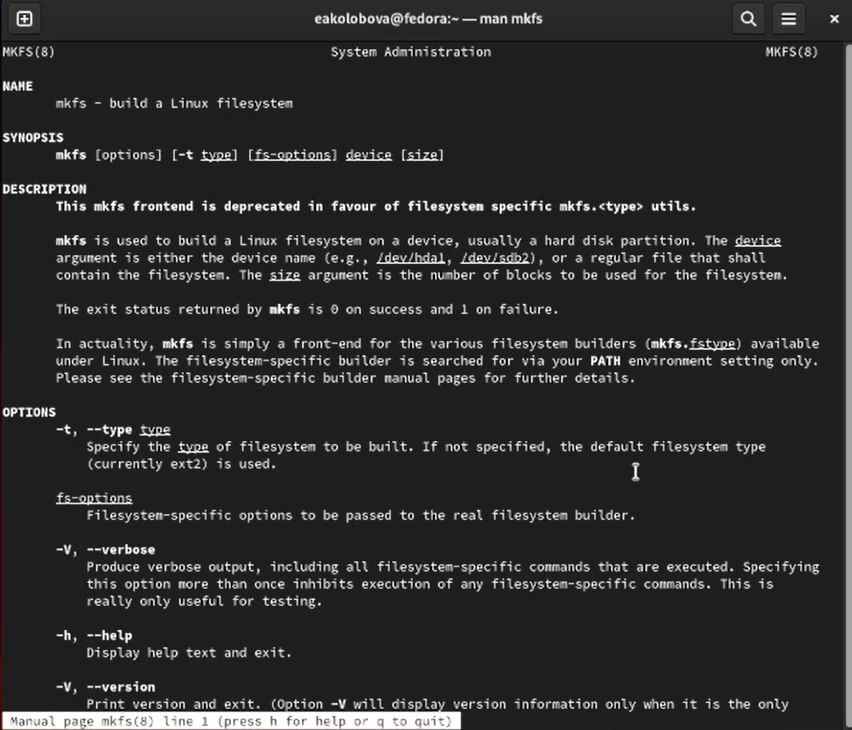 eakolobova@fedora:~ — man mkfs
MKFS(8) System Administration MKFS(8)
NAME
mkfs - build a Linux filesystem
SYNOPSIS
mkfs [options] [-t type] [fs-options] device [size]
DESCRIPTION
This mkfs frontend is deprecated in favour of filesystem specific mkfs.<type> utils.
mkfs is used to build a Linux filesystem on a device, usually a hard disk partition. The device
argument is either the device name (e.g., /dev/hda1, /dev/sdb2), or a regular file that shall
contain the filesystem. The size argument is the number of blocks to be used for the filesystem.
The exit status returned by mkfs is 0 on success and 1 on failure.
In actuality, mkfs is simply a front-end for the various filesystem builders (mkfs.fstype) available
under Linux. The filesystem-specific builder is searched for via your PATH environment setting only.
Please see the filesystem-specific builder manual pages for further details.
OPTIONS
-t, --type type
Specify the type of filesystem to be built. If not specified, the default filesystem type
(currently ext2) is used.
fs-options
Filesystem-specific options to be passed to the real filesystem builder.
-V, --verbose
Produce verbose output, including all filesystem-specific commands that are executed. Specifying
this option more than once inhibits execution of any filesystem-specific commands. This is
really only useful for testing.
-h, --help
Display help text and exit.
-V, --version
Print version and exit. (Option -V will display version information only when it is the only
Manual page mkfs(8) line 1 (press h for help or q to quit)